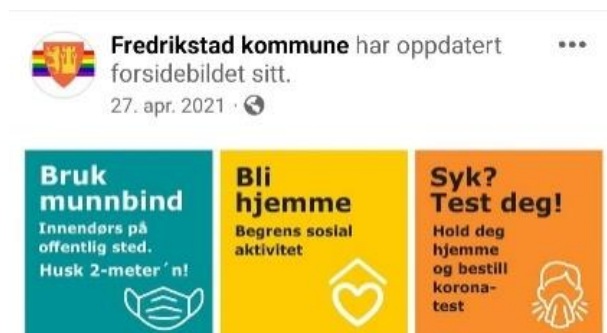 Fredrikstad kommune har oppdatert
forsidebildet sitt.
27. apr. 2021
Bruk
munnbind
Innendørs på
offentlig sted.
Husk 2-meter´n!
Bli
hjemme
Begrens sosial
aktivitet
Syk?
Test deg!
Hold deg
hjemme
og bestill
korona-
test